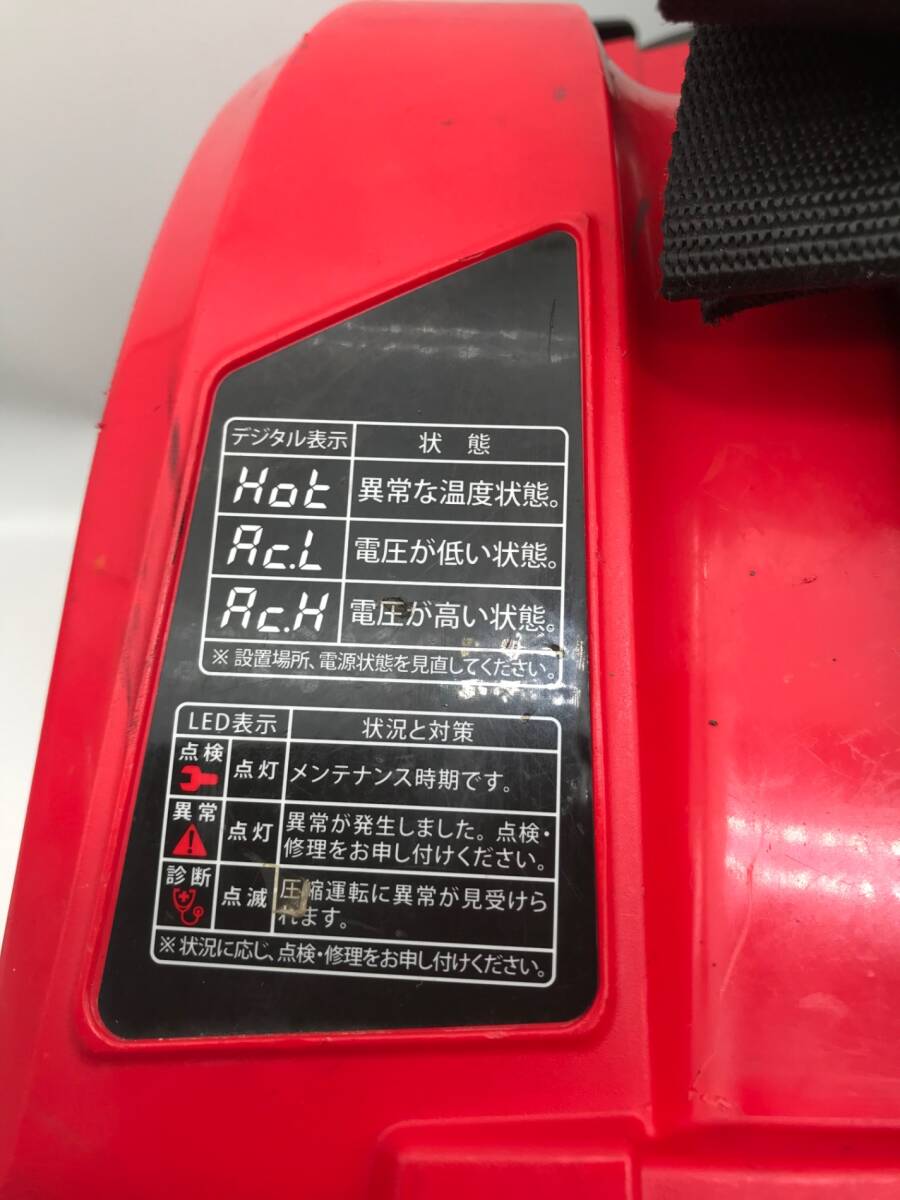 デジタル表示 状 態
Hot 異常な温度状態。
Ac.L 電圧が低い状態。
Ac.H 電圧が高い状態。
※ 設置場所、電源状態を見直してください。
LED表示 状況と対策
点検 点灯 メンテナンス時期です。
異常 点灯 異常が発生しました。点検・
修理をお申し付けください。
診断 点滅 圧縮運転に異常が見受けら
れます。
※ 状況に応じ、点検・修理をお申し付けください。